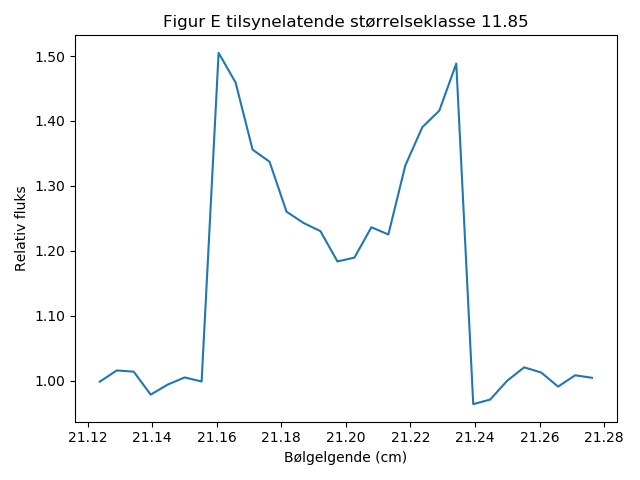 Figur E tilsynelatende størrelseklasse 11.85
1.50
1.40
1.30
1.20
1.10
1.00
Relativ fluks
21.12 21.14 21.16 21.18 21.20 21.22 21.24 21.26 21.28
Bølgelgende (cm)